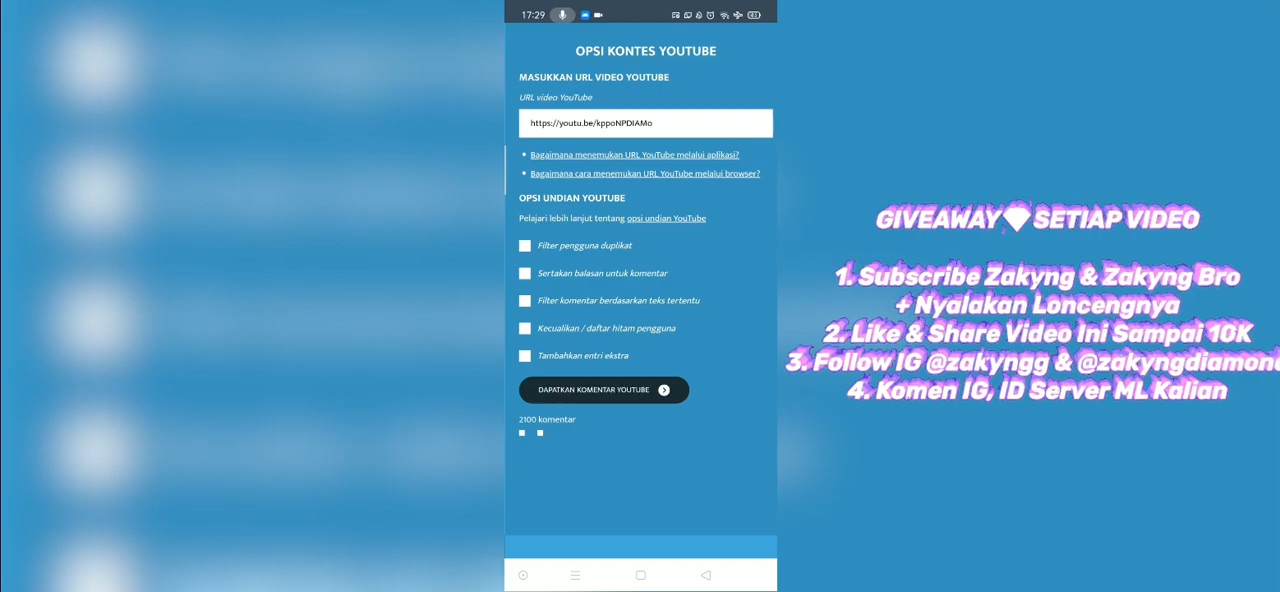 17:29
OPSI KONTES YOUTUBE
MASUKKAN URL VIDEO YOUTUBE
URL video YouTube
https://youtu.be/kppoNPDIAMo
Bagaimana menemukan URL YouTube melalui aplikasi?
Bagaimana cara menemukan URL YouTube melalui browser?
OPSI UNDIAN YOUTUBE
Pelajari lebih lanjut tentang opsi undian YouTube
Filter pengguna duplikat
Sertakan balasan untuk komentar
Filter komentar berdasarkan teks tertentu
Kecualikan / daftar hitam pengguna
Tambahkan entri ekstra
DAPATKAN KOMENTAR YOUTUBE
2100 komentar
GIVEAWAY💎SETIAP VIDEO
1. Subscribe Zakyng & Zakyng Bro
+ Nyalakan Loncengnya
2. Like & Share Video Ini Sampai 10K
3. Follow IG @zakyngg & @zakyngdiamond
4. Komen IG, ID Server ML Kalian